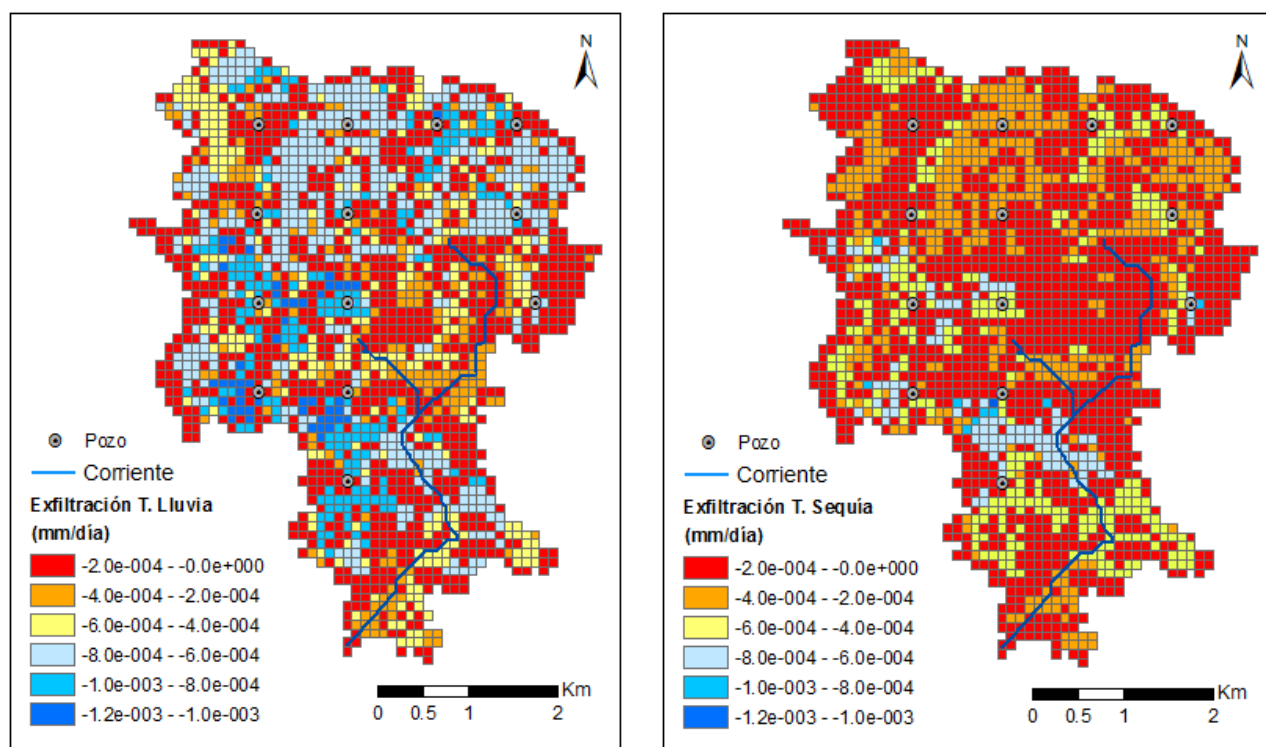 N
Pozo
Corriente
Exfiltración T. Lluvia
(mm/día)
-2.0e-004 - -0.0e+000
-4.0e-004 - -2.0e-004
-6.0e-004 - -4.0e-004
-8.0e-004 - -6.0e-004
-1.0e-003 - -8.0e-004
-1.2e-003 - -1.0e-003
Km
0 0.5 1 2
N
Pozo
Corriente
Exfiltración T. Sequía
(mm/día)
-2.0e-004 - -0.0e+000
-4.0e-004 - -2.0e-004
-6.0e-004 - -4.0e-004
-8.0e-004 - -6.0e-004
-1.0e-003 - -8.0e-004
-1.2e-003 - -1.0e-003
Km
0 0.5 1 2